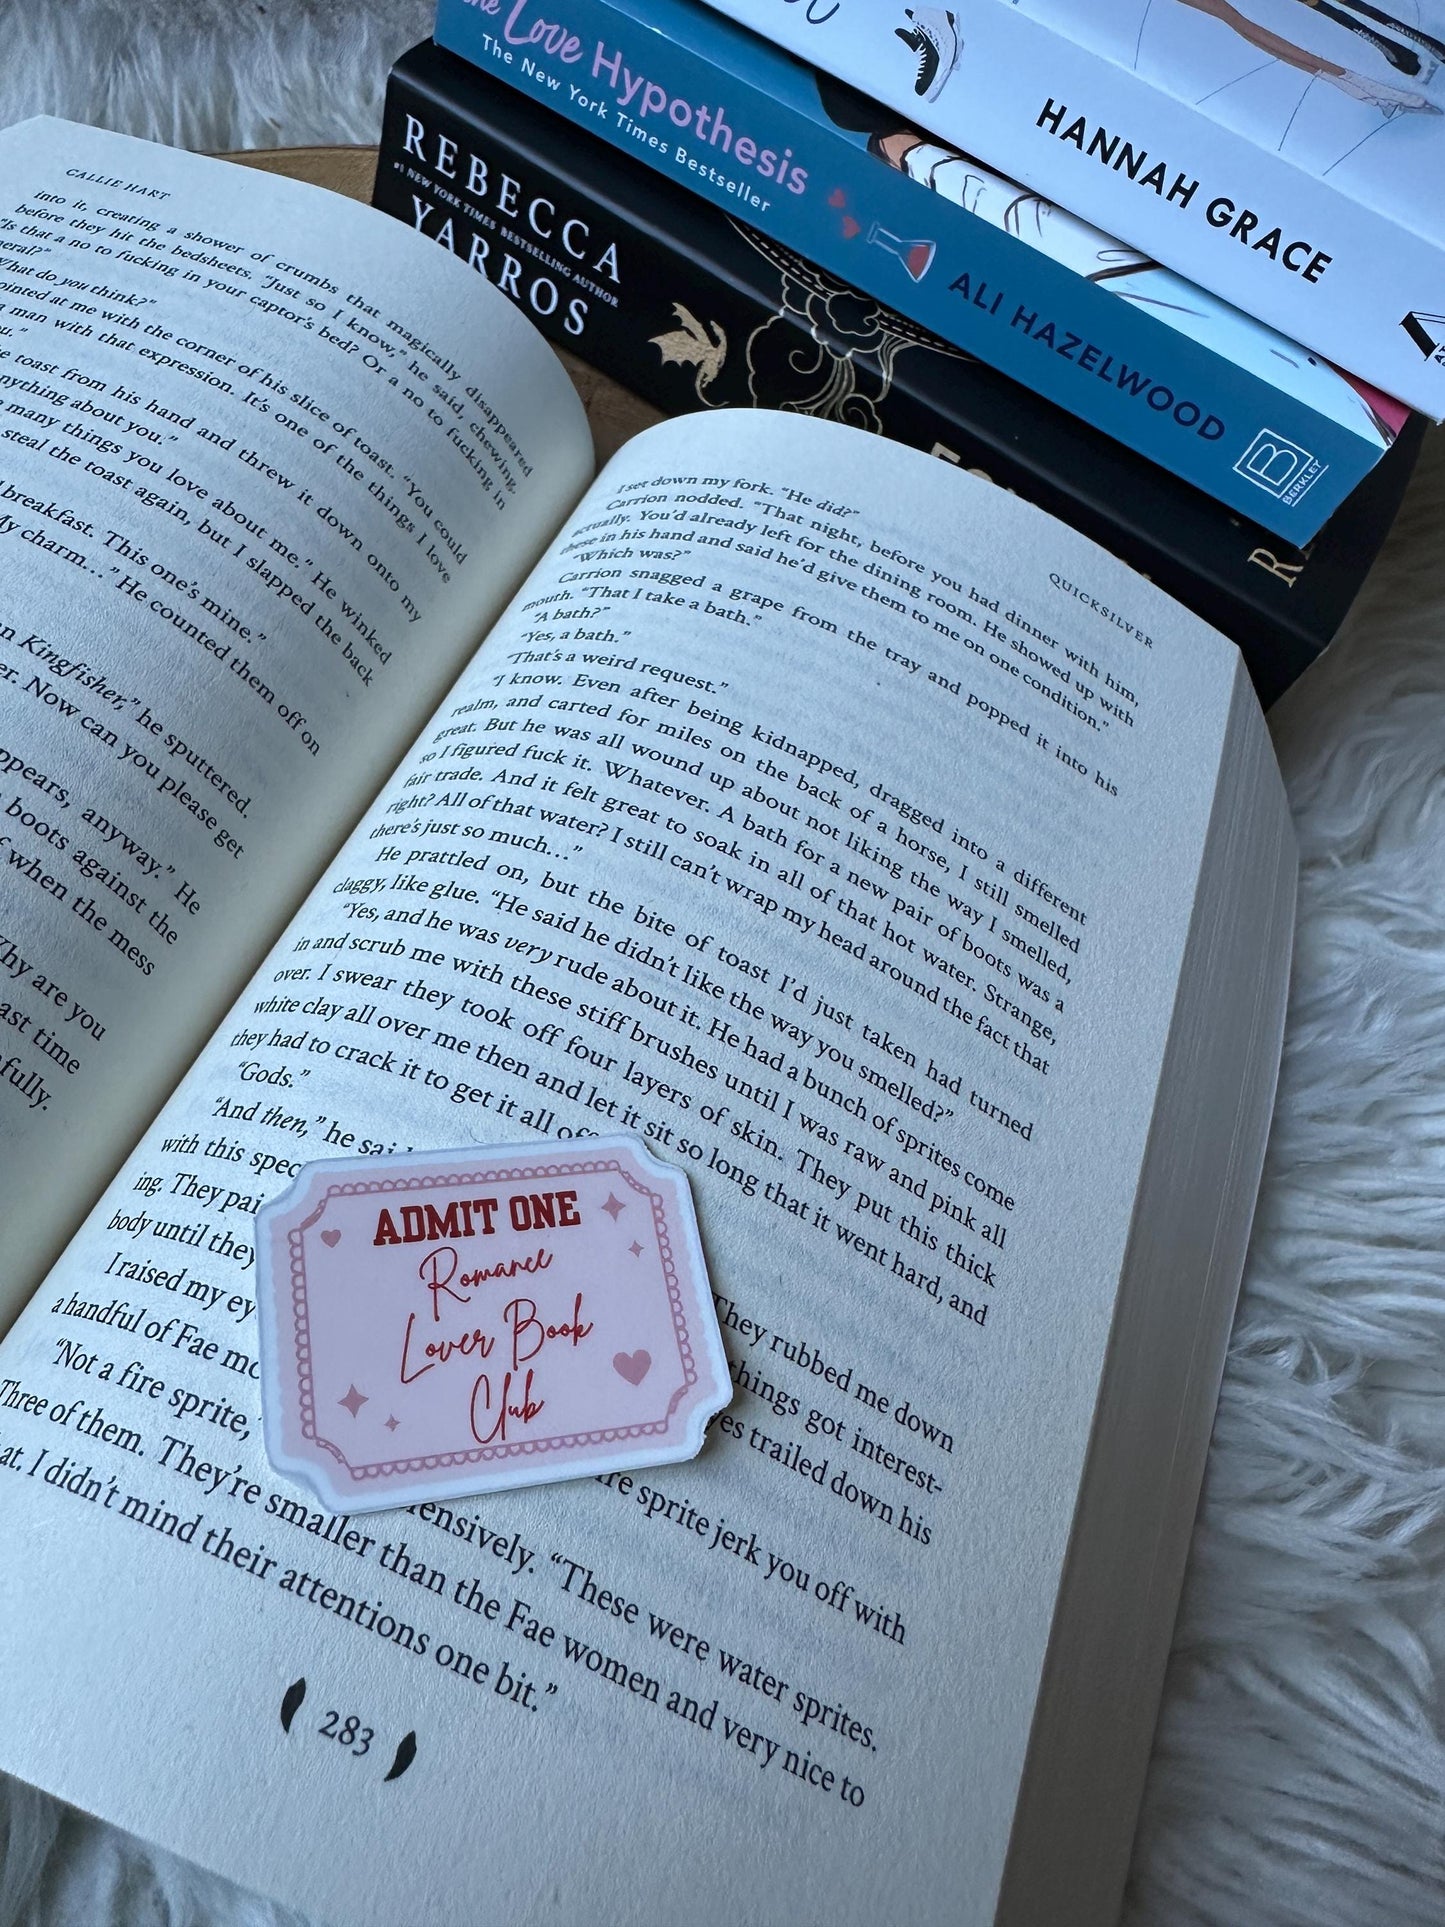 the Love Hypothesis
The New York Times Bestseller
ALI HAZELWOOD
B
BERKLEY
HANNAH GRACE
REBECCA
#1 NEW YORK TIMES BESTSELLING AUTHOR
YARROS
CALLIE HART
into it, creating a shower of crumbs that magically disappeared
before they hit the bedsheets. "Just so I know," he said, chewing.
"Is that a no to fucking in your captor's bed? Or a no to fucking in
What do you think?"
pointed at me with the corner of his slice of toast. "You could
man with that expression. It's one of the things I love
toast from his hand and threw it down onto my
anything about you."
many things you love about me." He winked
steal the toast again, but I slapped the back
breakfast. This one's mine."
My charm…" He counted them off on
Kingfisher," he sputtered.
Now can you please get
anyway." He
boots against the
when the mess
Why are you
time
QUICKSILVER
I set down my fork. "He did?"
Carrion nodded. "That night, before you had dinner with him,
actually. You'd already left for the dining room. He showed up with
these in his hand and said he'd give them to me on one condition."
"Which was?"
Carrion snagged a grape from the tray and popped it into his
mouth. "That I take a bath."
"A bath?"
"Yes, a bath."
"That's a weird request."
"I know. Even after being kidnapped, dragged into a different
realm, and carted for miles on the back of a horse, I still smelled
great. But he was all wound up about not liking the way I smelled,
so I figured fuck it. Whatever. A bath for a new pair of boots was a
fair trade. And it felt great to soak in all of that hot water. Strange,
right? All of that water? I still can't wrap my head around the fact that
there's just so much…"
He prattled on, but the bite of toast I'd just taken had turned
claggy, like glue. "He said he didn't like the way you smelled?"
"Yes, and he was very rude about it. He had a bunch of sprites come
in and scrub me with these stiff brushes until I was raw and pink all
over. I swear they took off four layers of skin. They put this thick
white clay all over me then and let it sit so long that it went hard, and
they had to crack it to get it all off
"Gods."
"And then," he said
They rubbed me down
with this spec
things got interest-
ing. They pai
trailed down his
body until they
I raised my ey
fire sprite jerk you off with
a handful of Fae
"Not a fire sprite,"
"These were water sprites.
Three of them. They're smaller than the Fae women and very nice to
I didn't mind their attentions one bit."
283
ADMIT ONE
Romance
Lover Book
Club